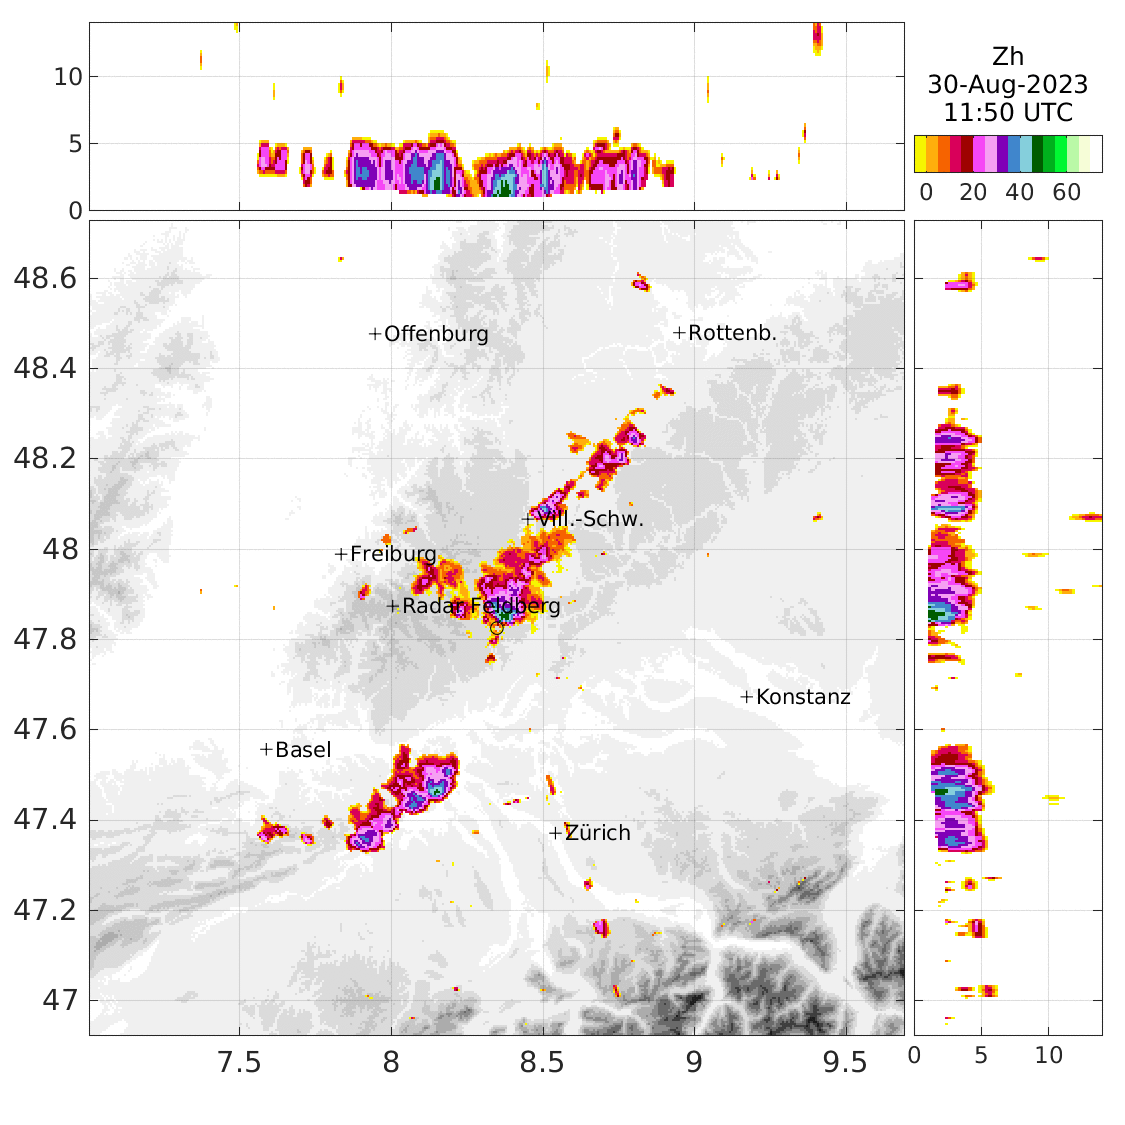 Zh
30-Aug-2023
11:50 UTC
0 20 40 60
10
5
0
48.6
48.4
48.2
48
47.8
47.6
47.4
47.2
47
+Offenburg
+Rottenb.
+Vill.-Schw.
+Freiburg
+Radar Feldberg
+Konstanz
+Basel
+Zürich
7.5 8 8.5 9 9.5
0 5 10